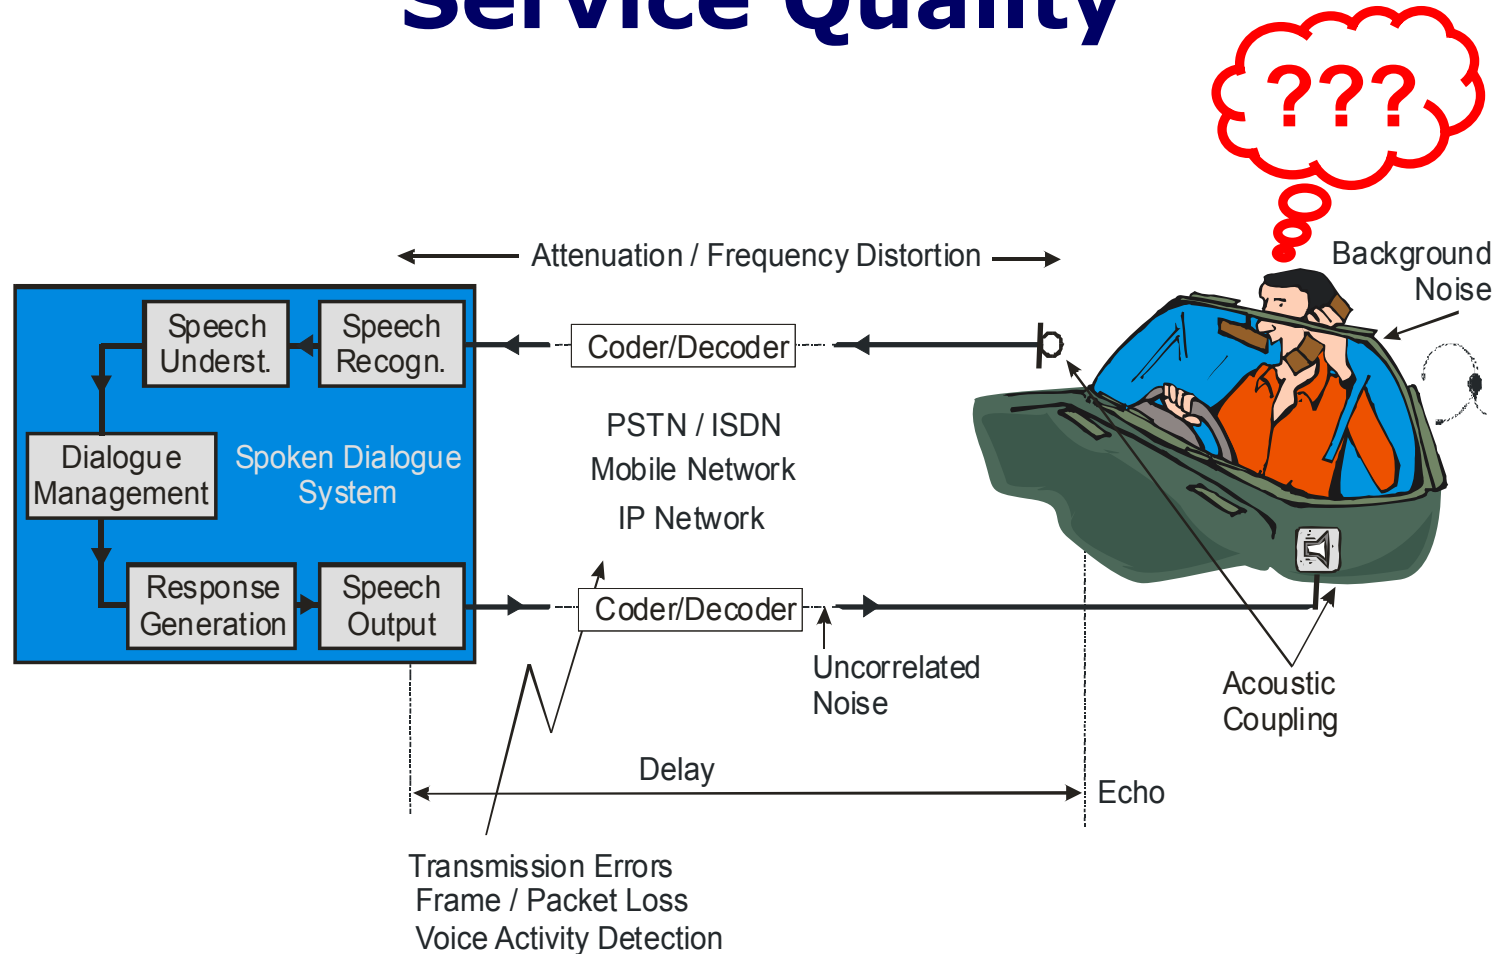 Service Quality
???
Attenuation / Frequency Distortion
Background
Noise
Speech
Underst.
Speech
Recogn.
Coder/Decoder
PSTN / ISDN
Mobile Network
IP Network
Dialogue
Management
Spoken Dialogue
System
Response
Generation
Speech
Output
Coder/Decoder
Uncorrelated
Noise
Acoustic
Coupling
Delay
Echo
Transmission Errors
Frame / Packet Loss
Voice Activity Detection